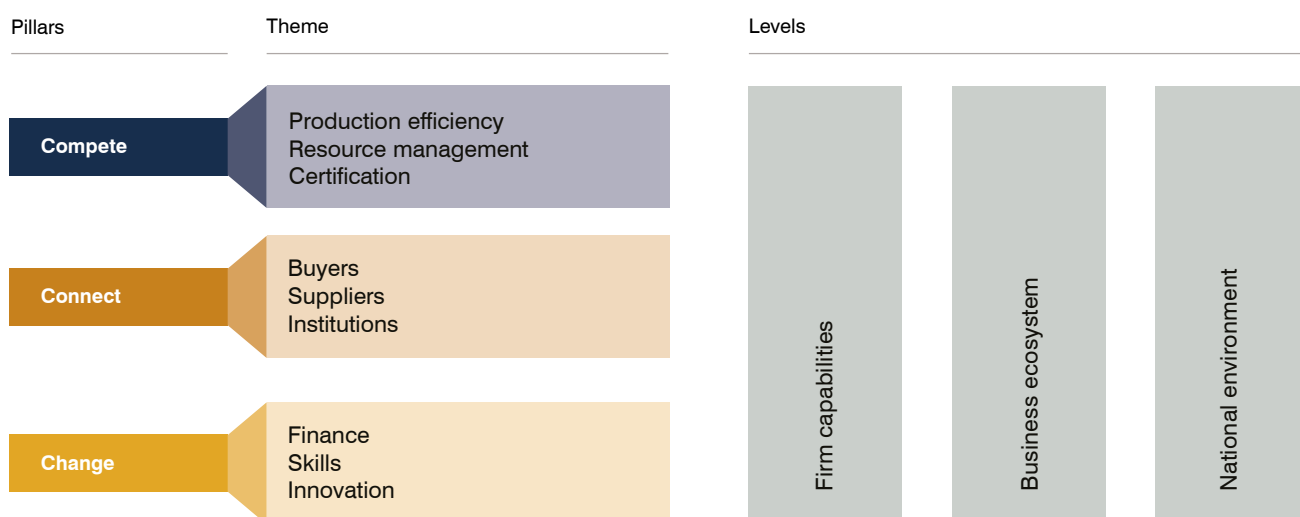 Pillars
Theme
Levels
Compete
Production efficiency
Resource management
Certification
Connect
Buyers
Suppliers
Institutions
Change
Finance
Skills
Innovation
Firm capabilities
Business ecosystem
National environment